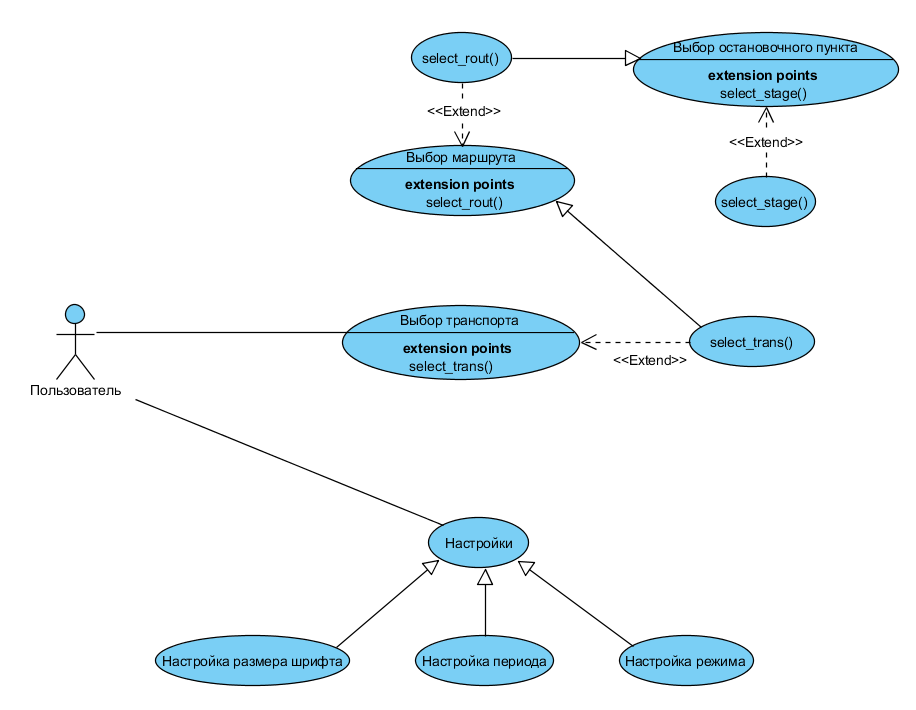 select_rout()
Выбор остановочного пункта
extension points
select_stage()
<<Extend>>
<<Extend>>
Выбор маршрута
extension points
select_rout()
select_stage()
Выбор транспорта
extension points
select_trans()
select_trans()
<<Extend>>
Пользователь
Настройки
Настройка размера шрифта
Настройка периода
Настройка режима